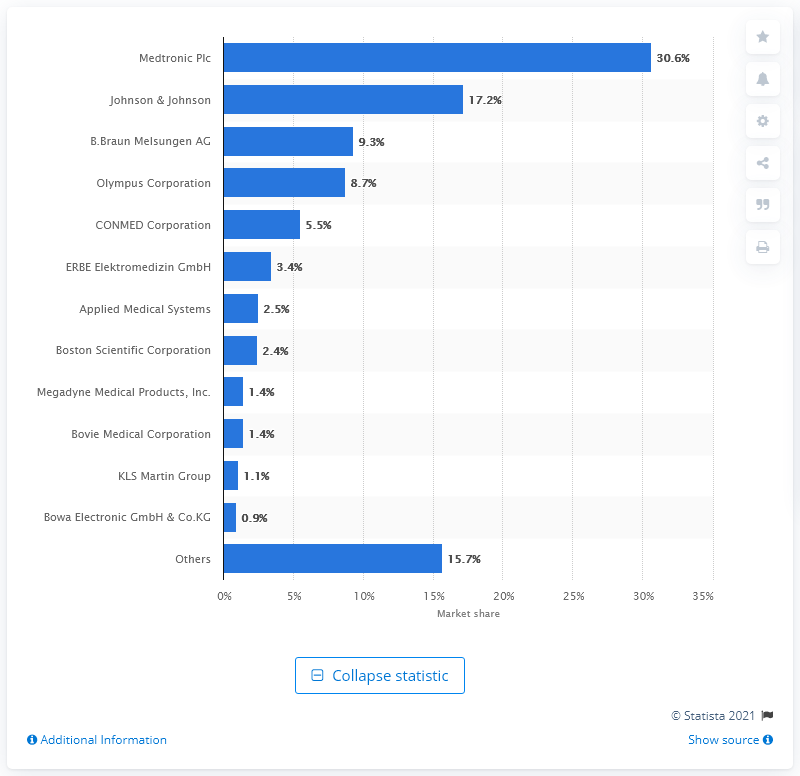 Medtronic Plc 30.6%
Johnson & Johnson 17.2%
B.Braun Melsungen AG 9.3%
Olympus Corporation 8.7%
CONMED Corporation 5.5%
ERBE Elektromedizin GmbH 3.4%
Applied Medical Systems 2.5%
Boston Scientific Corporation 2.4%
Megadyne Medical Products, Inc. 1.4%
Bovie Medical Corporation 1.4%
KLS Martin Group 1.1%
Bowa Electronic GmbH & Co.KG 0.9%
Others 15.7%
0% 5% 10% 15% 20% 25% 30% 35%
Market share
Collapse statistic
© Statista 2021
Additional Information Show source